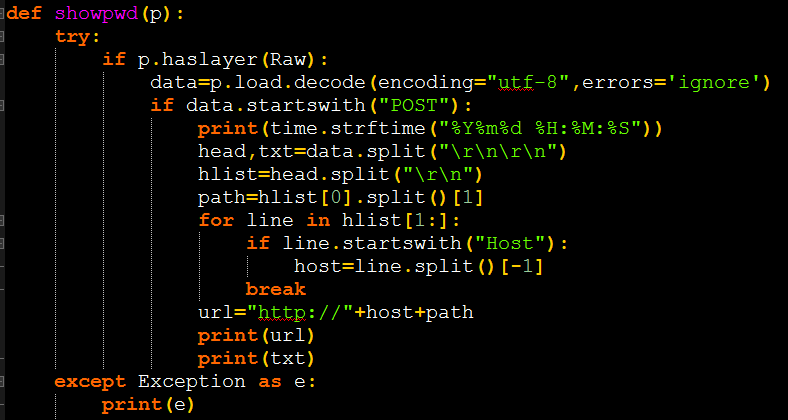 def showpwd(p):
    try:
        if p.haslayer(Raw):
            data=p.load.decode(encoding="utf-8",errors='ignore')
            if data.startswith("POST"):
                print(time.strftime("%Y%m%d %H:%M:%S"))
                head,txt=data.split("\r\n\r\n")
                hlist=head.split("\r\n")
                path=hlist[0].split()[1]
                for line in hlist[1:]:
                    if line.startswith("Host"):
                        host=line.split()[-1]
                    break
                url="http://"+host+path
                print(url)
                print(txt)
    except Exception as e:
        print(e)